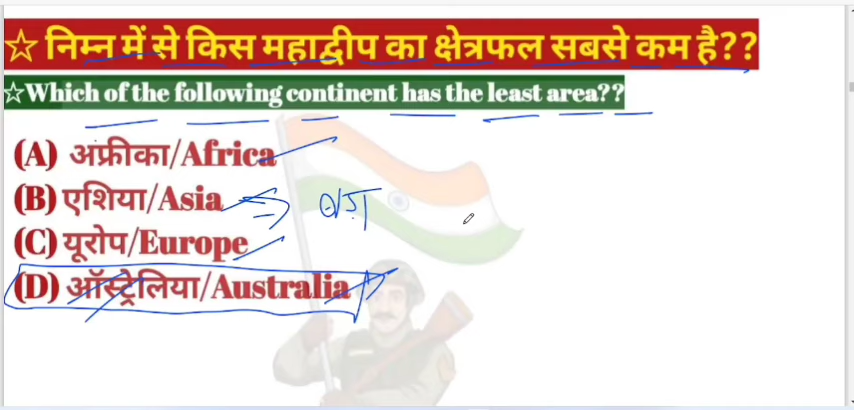 ☆ निम्न में से किस महाद्वीप का क्षेत्रफल सबसे कम है??
☆Which of the following continent has the least area??
(A) अफ्रीका/Africa
(B) एशिया/Asia
(C) यूरोप/Europe
(D) ऑस्ट्रेलिया/Australia